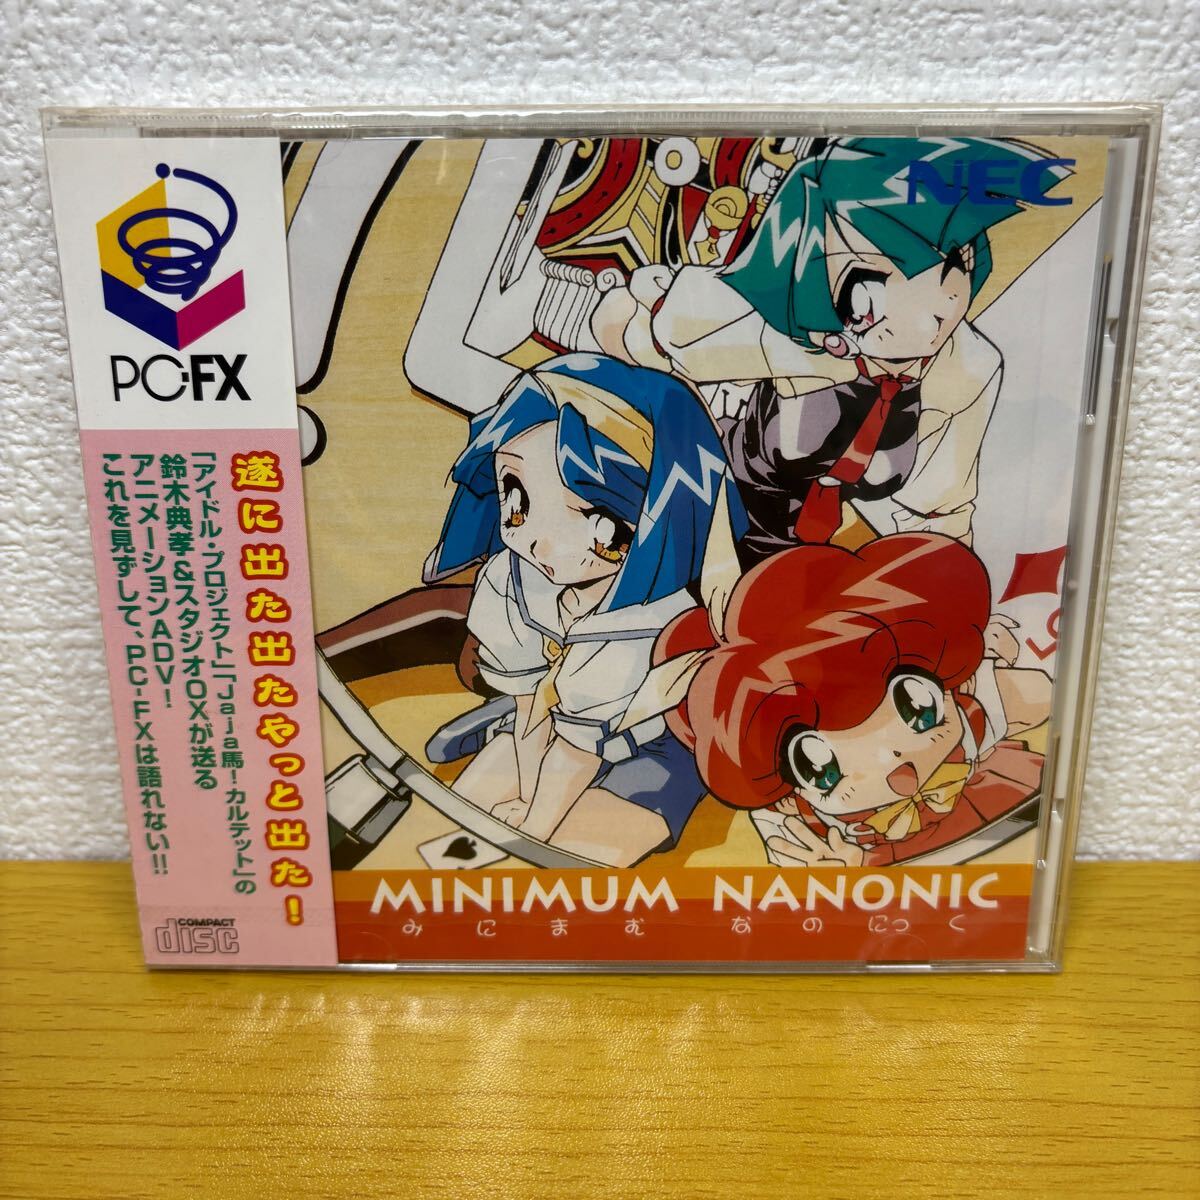 PC-FX
遂に出た出たやっと出た!
「アイドル・プロジェクト」「Jaja馬!カルテット」の
鈴木典孝&スタジオOXが送る
アニメーションADV!
これを見ずして、PC-FXは語れない!!
COMPACT
disc
NEC
MINIMUM NANONIC
みにまむ なのにっく